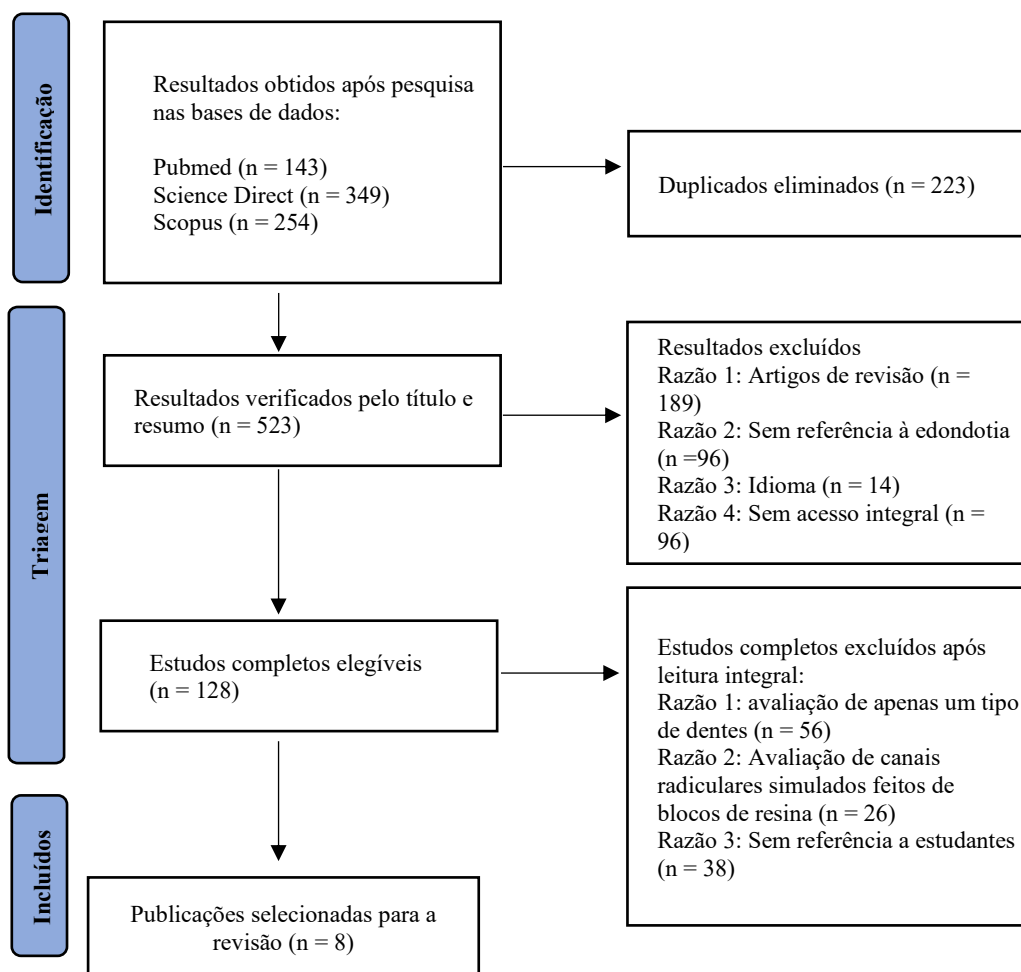 Identificação
Resultados obtidos após pesquisa
nas bases de dados:
Pubmed (n = 143)
Science Direct (n = 349)
Scopus (n = 254)
Duplicados eliminados (n = 223)
Triagem
Resultados verificados pelo título e
resumo (n = 523)
Resultados excluídos
Razão 1: Artigos de revisão (n =
189)
Razão 2: Sem referência à edondotia
(n =96)
Razão 3: Idioma (n = 14)
Razão 4: Sem acesso integral (n =
96)
Estudos completos elegíveis
(n = 128)
Estudos completos excluídos após
leitura integral:
Razão 1: avaliação de apenas um tipo
de dentes (n = 56)
Razão 2: Avaliação de canais
radiculares simulados feitos de
blocos de resina (n = 26)
Razão 3: Sem referência a estudantes
(n = 38)
Incluídos
Publicações selecionadas para a
revisão (n = 8)